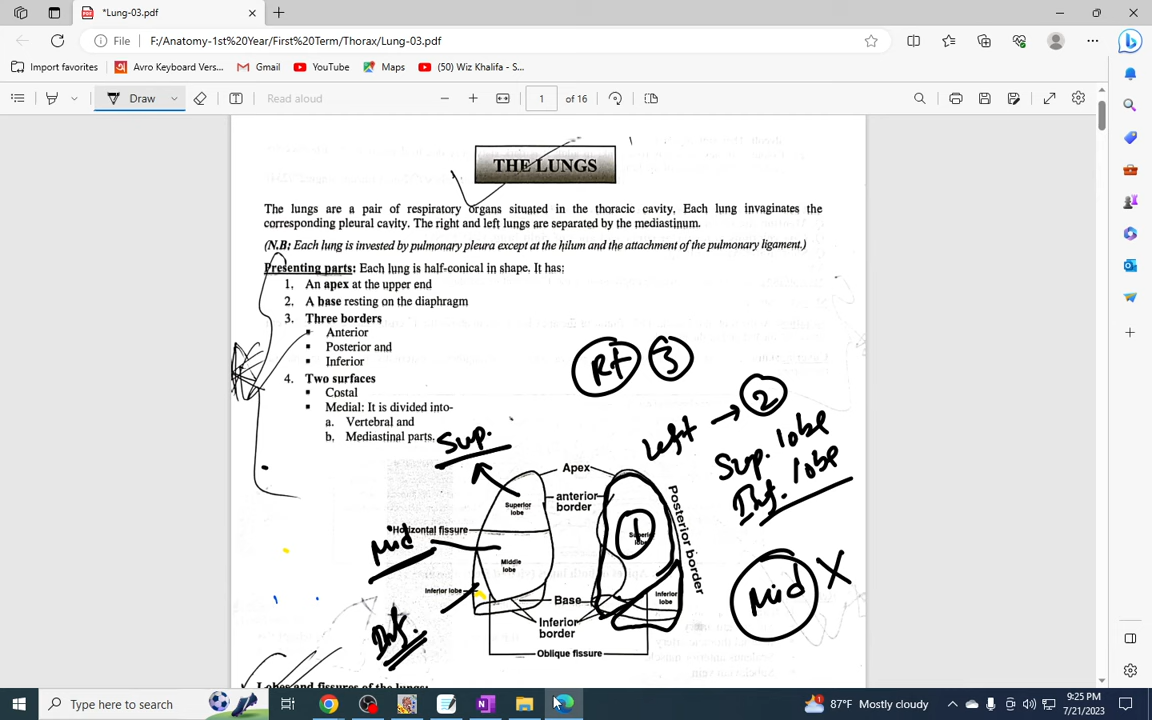 *Lung-03.pdf
File F:/Anatomy-1st%20Year/First%20Term/Thorax/Lung-03.pdf
Import favorites Avro Keyboard Vers... Gmail YouTube Maps (50) Wiz Khalifa - S...
Draw Read aloud 1 of 16
THE LUNGS
The lungs are a pair of respiratory organs situated in the thoracic cavity. Each lung invaginates the
corresponding pleural cavity. The right and left lungs are separated by the mediastinum.
(N.B: Each lung is invested by pulmonary pleura except at the hilum and the attachment of the pulmonary ligament.)
Presenting parts: Each lung is half-conical in shape. It has:
1. An apex at the upper end
2. A base resting on the diaphragm
3. Three borders
▪ Anterior
▪ Posterior and
▪ Inferior
4. Two surfaces
▪ Costal
▪ Medial: It is divided into-
a. Vertebral and
b. Mediastinal parts.
Rt 3
Left → 2
Sup. lobe
Inf. lobe
Sup.
Apex
Superior
lobe
anterior
border
Posterior border
1
Superior
lobe
Horizontal fissure
Mid
Middle
lobe
Mid X
Inferior lobe
Inferior
lobe
Base
Inf.
Inferior
border
Oblique fissure
Lobes and fissures of the lungs:
Type here to search
87°F Mostly cloudy
9:25 PM
7/21/2023